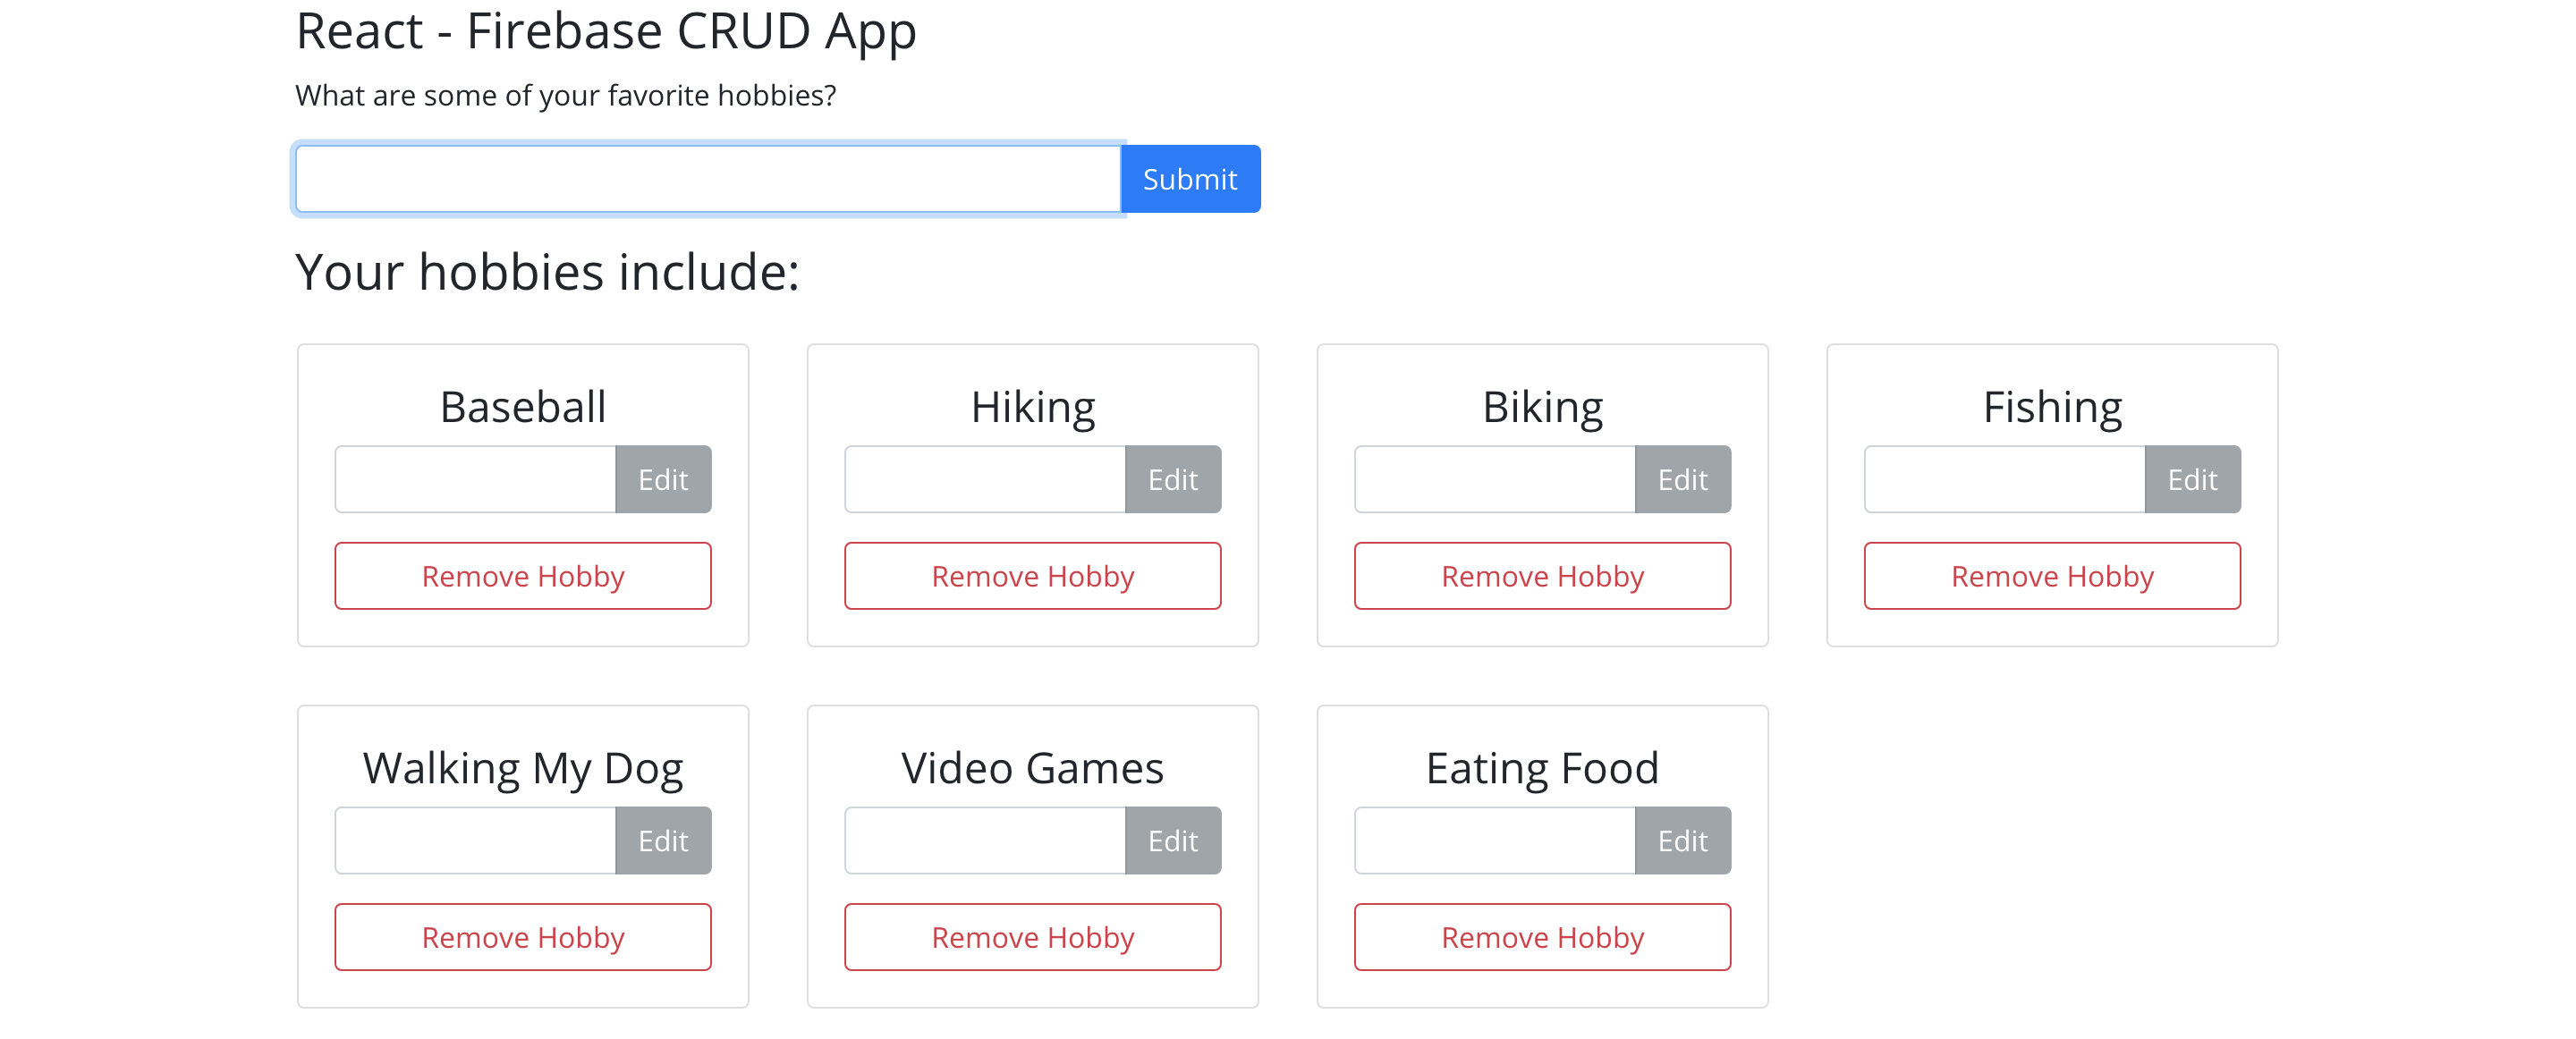 React - Firebase CRUD App
What are some of your favorite hobbies?
Submit
Your hobbies include:
Baseball
Edit
Remove Hobby
Hiking
Edit
Remove Hobby
Biking
Edit
Remove Hobby
Fishing
Edit
Remove Hobby
Walking My Dog
Edit
Remove Hobby
Video Games
Edit
Remove Hobby
Eating Food
Edit
Remove Hobby